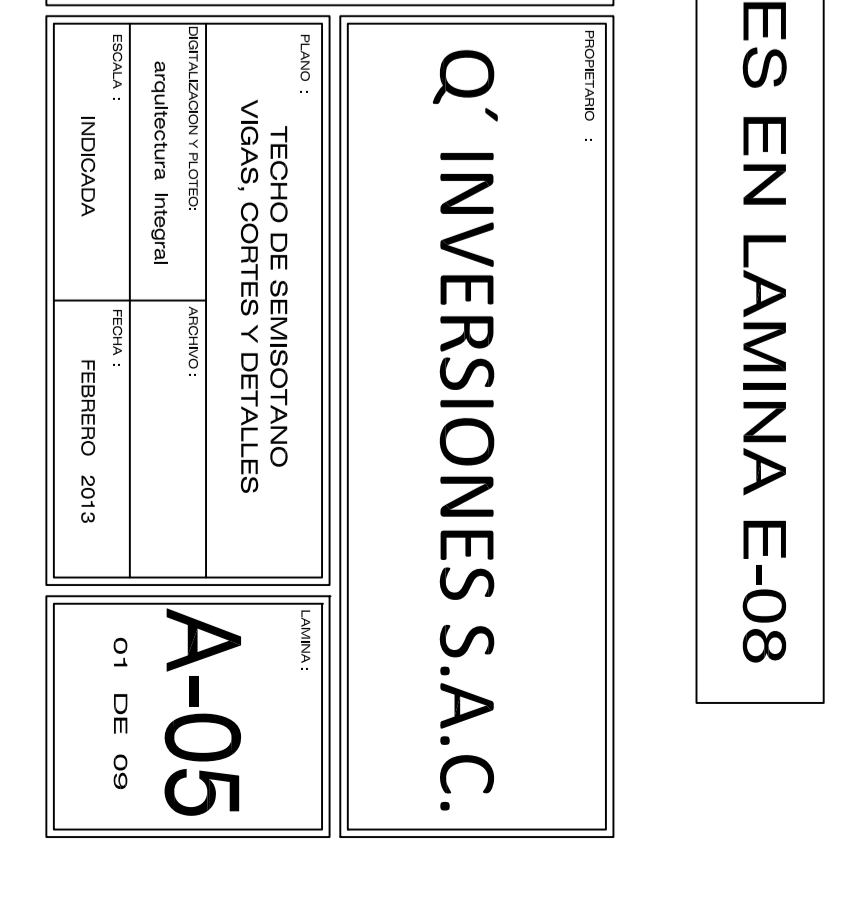 ES EN LAMINA E-08
PROPIETARIO :
Q´ INVERSIONES S.A.C.
PLANO :
TECHO DE SEMISOTANO
VIGAS, CORTES Y DETALLES
DIGITALIZACION Y PLOTEO:
arquitectura Integral
ARCHIVO :
ESCALA :
INDICADA
FECHA :
FEBRERO 2013
LAMINA :
A-05
01 DE 09